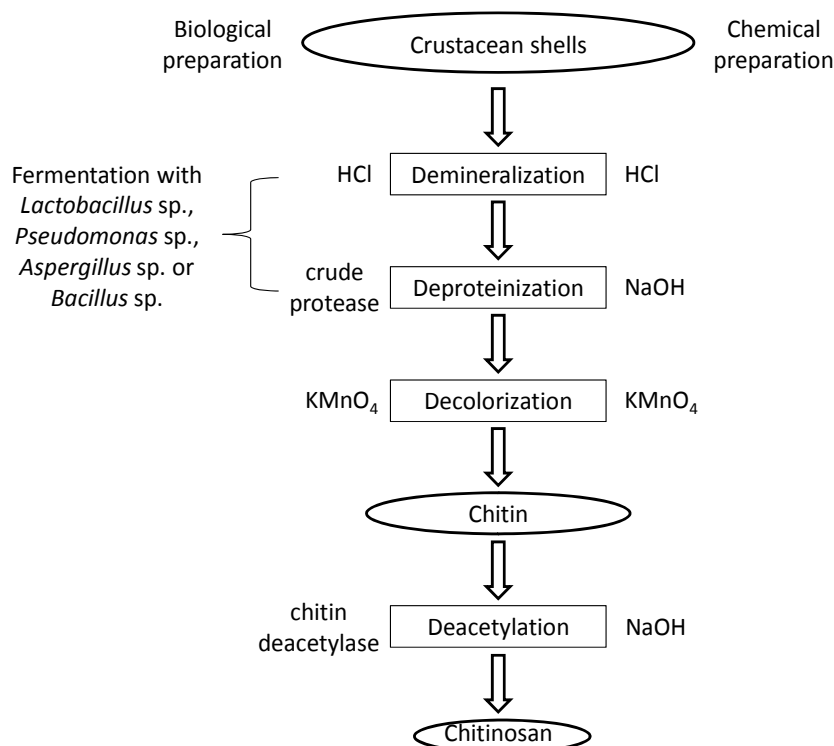 Biological
preparation
Crustacean shells
Chemical
preparation
HCl
Demineralization
HCl
Fermentation with
Lactobacillus sp.,
Pseudomonas sp.,
Aspergillus sp. or
Bacillus sp.
crude
protease
Deproteinization
NaOH
KMnO₄
Decolorization
KMnO₄
Chitin
chitin
deacetylase
Deacetylation
NaOH
Chitinosan